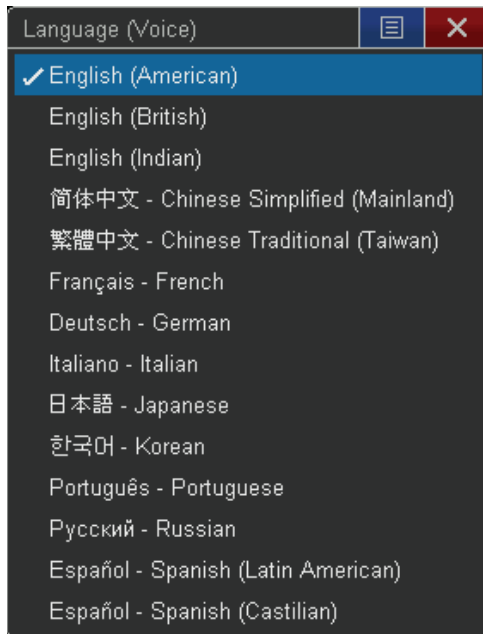 Language (Voice)
English (American)
English (British)
English (Indian)
简体中文 - Chinese Simplified (Mainland)
繁體中文 - Chinese Traditional (Taiwan)
Français - French
Deutsch - German
Italiano - Italian
日本語 - Japanese
한국어 - Korean
Português - Portuguese
Русский - Russian
Español - Spanish (Latin American)
Español - Spanish (Castilian)